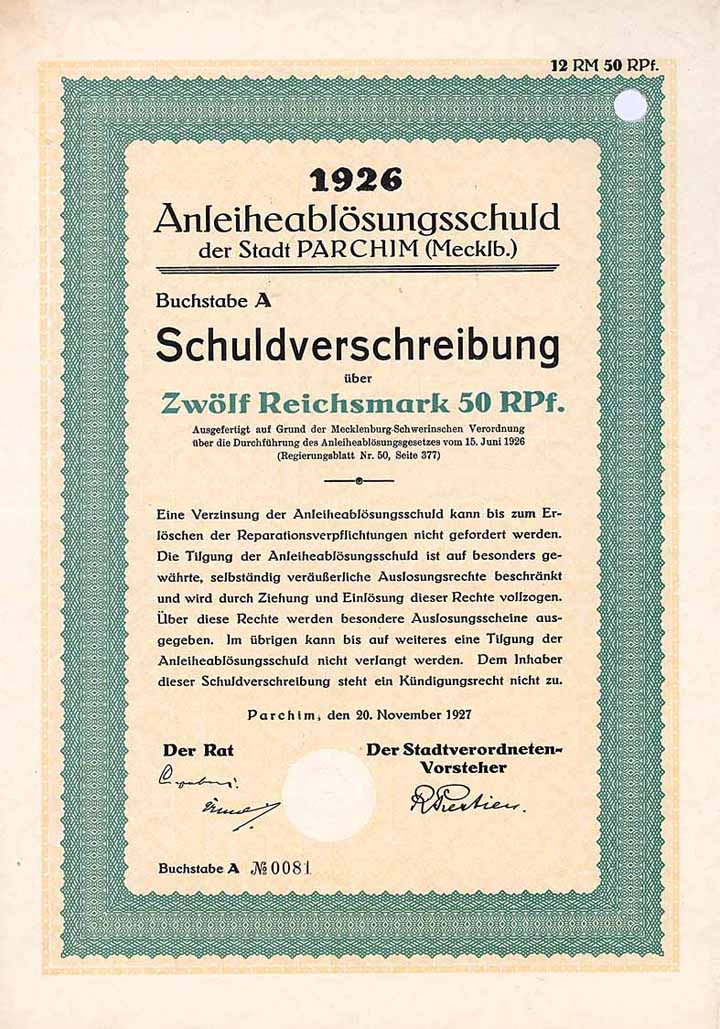 12 RM 50 RPf.
1926
Anleiheablösungsschuld
der Stadt PARCHIM (Mecklb.)
Buchstabe A
Schuldverschreibung
über
Zwölf Reichsmark 50 RPf.
Ausgefertigt auf Grund der Mecklenburg-Schwerinschen Verordnung
über die Durchführung des Anleiheablösungsgesetzes vom 15. Juni 1926
(Regierungsblatt Nr. 50, Seite 377)
Eine Verzinsung der Anleiheablösungsschuld kann bis zum Er-
löschen der Reparationsverpflichtungen nicht gefordert werden.
Die Tilgung der Anleiheablösungsschuld ist auf besonders ge-
währte, selbständig veräußerliche Auslosungsrechte beschränkt
und wird durch Ziehung und Einlösung dieser Rechte vollzogen.
Über diese Rechte werden besondere Auslosungsscheine aus-
gegeben. Im übrigen kann bis auf weiteres eine Tilgung der
Anleiheablösungsschuld nicht verlangt werden. Dem Inhaber
dieser Schuldverschreibung steht ein Kündigungsrecht nicht zu.
Parchim, den 20. November 1927
Der Rat
Der Stadtverordneten-
Vorsteher
Buchstabe A № 0081